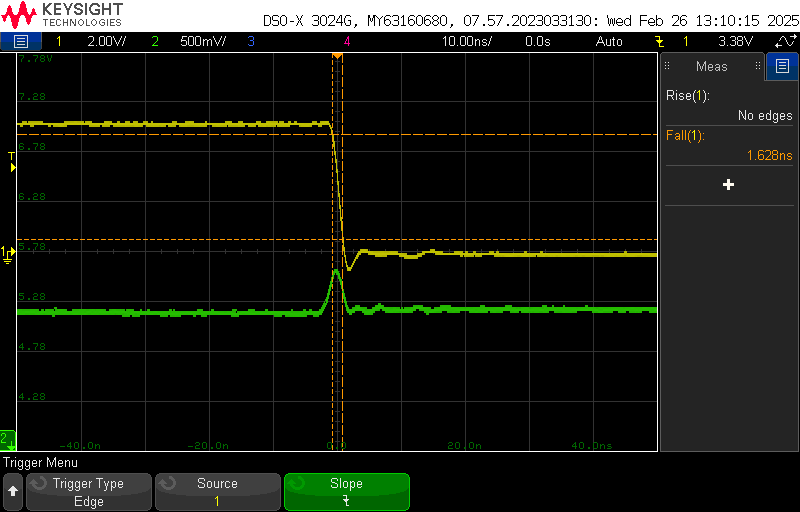 KEYSIGHT
TECHNOLOGIES
DSO-X 3024G, MY63160680, 07.57.2023033130: Wed Feb 26 13:10:15 2025
1 2.00V/ 2 500mV/ 3 4 10.00ns/ 0.0s Auto 1 3.38V
7.78V
7.28
6.78
6.28
5.78
5.28
4.78
4.28
T
1
2
-40.0n -20.0n 0.0 20.0n 40.0ns
Meas
Rise(1):
No edges
Fall(1):
1.628ns
Trigger Menu
Trigger Type
Edge
Source
1
Slope